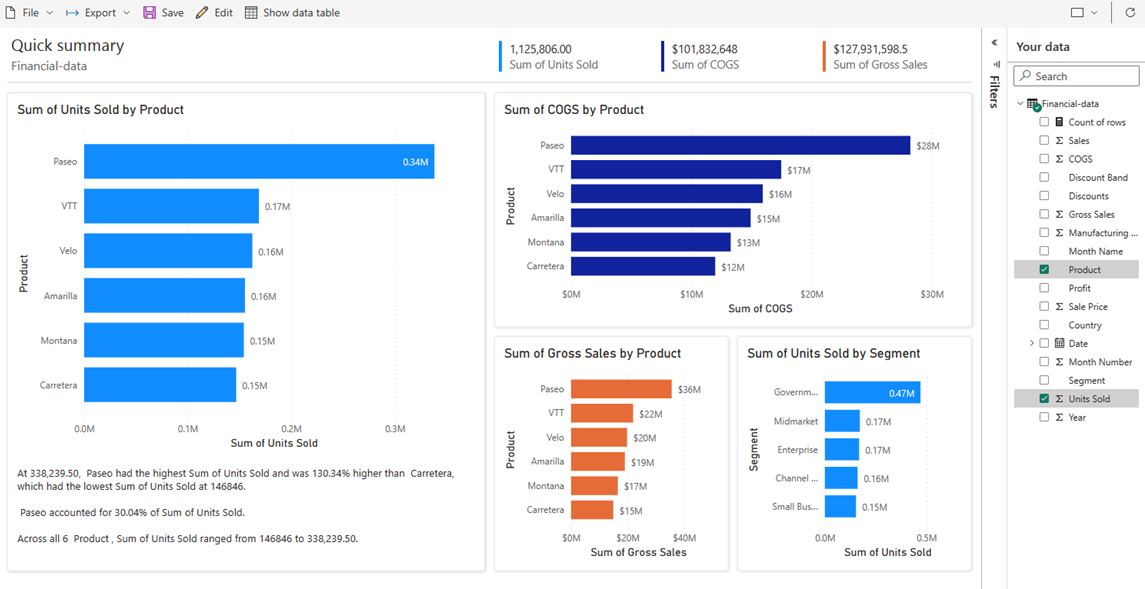 File Export Save Edit Show data table
Quick summary
Financial-data
1,125,806.00
Sum of Units Sold
$101,832,648
Sum of COGS
$127,931,598.5
Sum of Gross Sales
Sum of Units Sold by Product
Product
Paseo 0.34M
VTT 0.17M
Velo 0.16M
Amarilla 0.16M
Montana 0.15M
Carretera 0.15M
0.0M 0.1M 0.2M 0.3M
Sum of Units Sold
At 338,239.50, Paseo had the highest Sum of Units Sold and was 130.34% higher than Carretera,
which had the lowest Sum of Units Sold at 146846.
Paseo accounted for 30.04% of Sum of Units Sold.
Across all 6 Product , Sum of Units Sold ranged from 146846 to 338,239.50.
Sum of COGS by Product
Product
Paseo $28M
VTT $17M
Velo $16M
Amarilla $15M
Montana $13M
Carretera $12M
$0M $10M $20M $30M
Sum of COGS
Sum of Gross Sales by Product
Product
Paseo $36M
VTT $22M
Velo $20M
Amarilla $19M
Montana $17M
Carretera $15M
$0M $20M $40M
Sum of Gross Sales
Sum of Units Sold by Segment
Segment
Governm... 0.47M
Midmarket 0.17M
Enterprise 0.17M
Channel ... 0.16M
Small Bus... 0.15M
0.0M 0.5M
Sum of Units Sold
Filters
Your data
Search
Financial-data
Count of rows
Σ Sales
Σ COGS
Discount Band
Discounts
Σ Gross Sales
Σ Manufacturing ...
Month Name
Product
Profit
Σ Sale Price
Country
Date
Σ Month Number
Segment
Σ Units Sold
Σ Year